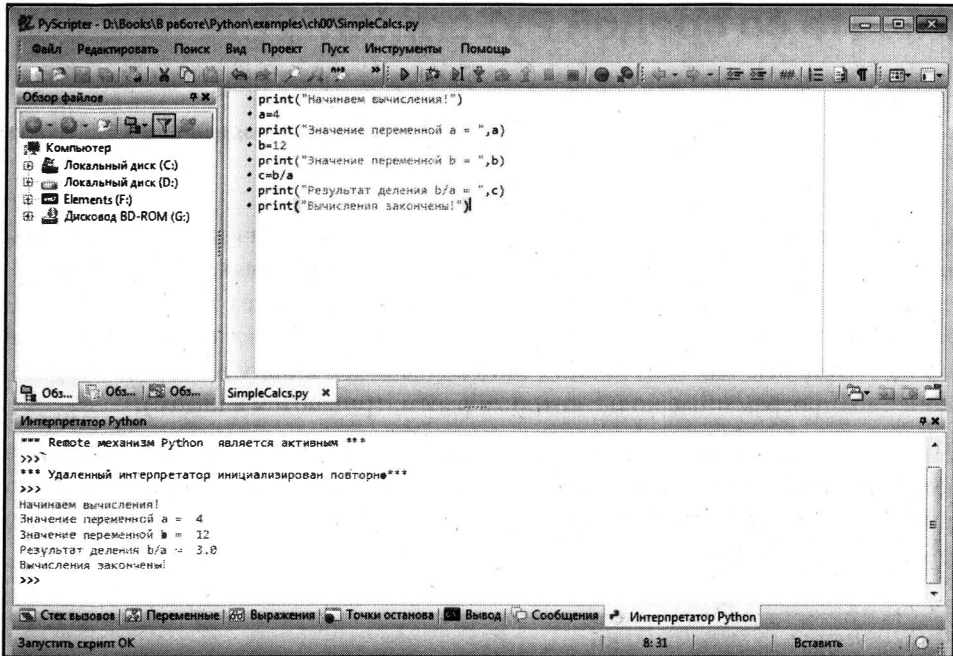 PyScripter - D:\Books\В работе\Python\examples\ch00\SimpleCalcs.py
Файл Редактировать Поиск Вид Проект Пуск Инструменты Помощь
Обзор файлов
Компьютер
Локальный диск (C:)
Локальный диск (D:)
Elements (F:)
Дисковод BD-ROM (G:)
Обз... Обз... Обз...
print("Начинаем вычисления!")
a=4
print("Значение переменной a = ",a)
b=12
print("Значение переменной b = ",b)
c=b/a
print("Результат деления b/a = ",c)
print("Вычисления закончены!")
SimpleCalcs.py
Интерпретатор Python
*** Remote механизм Python является активным ***
>>>
*** Удаленный интерпретатор инициализирован повторно***
>>>
Начинаем вычисления!
Значение переменной a = 4
Значение переменной b = 12
Результат деления b/a = 3.0
Вычисления закончены!
>>>
Стек вызовов Переменные Выражения Точки останова Вывод Сообщения Интерпретатор Python
Запустить скрипт OK 8: 31 Вставить